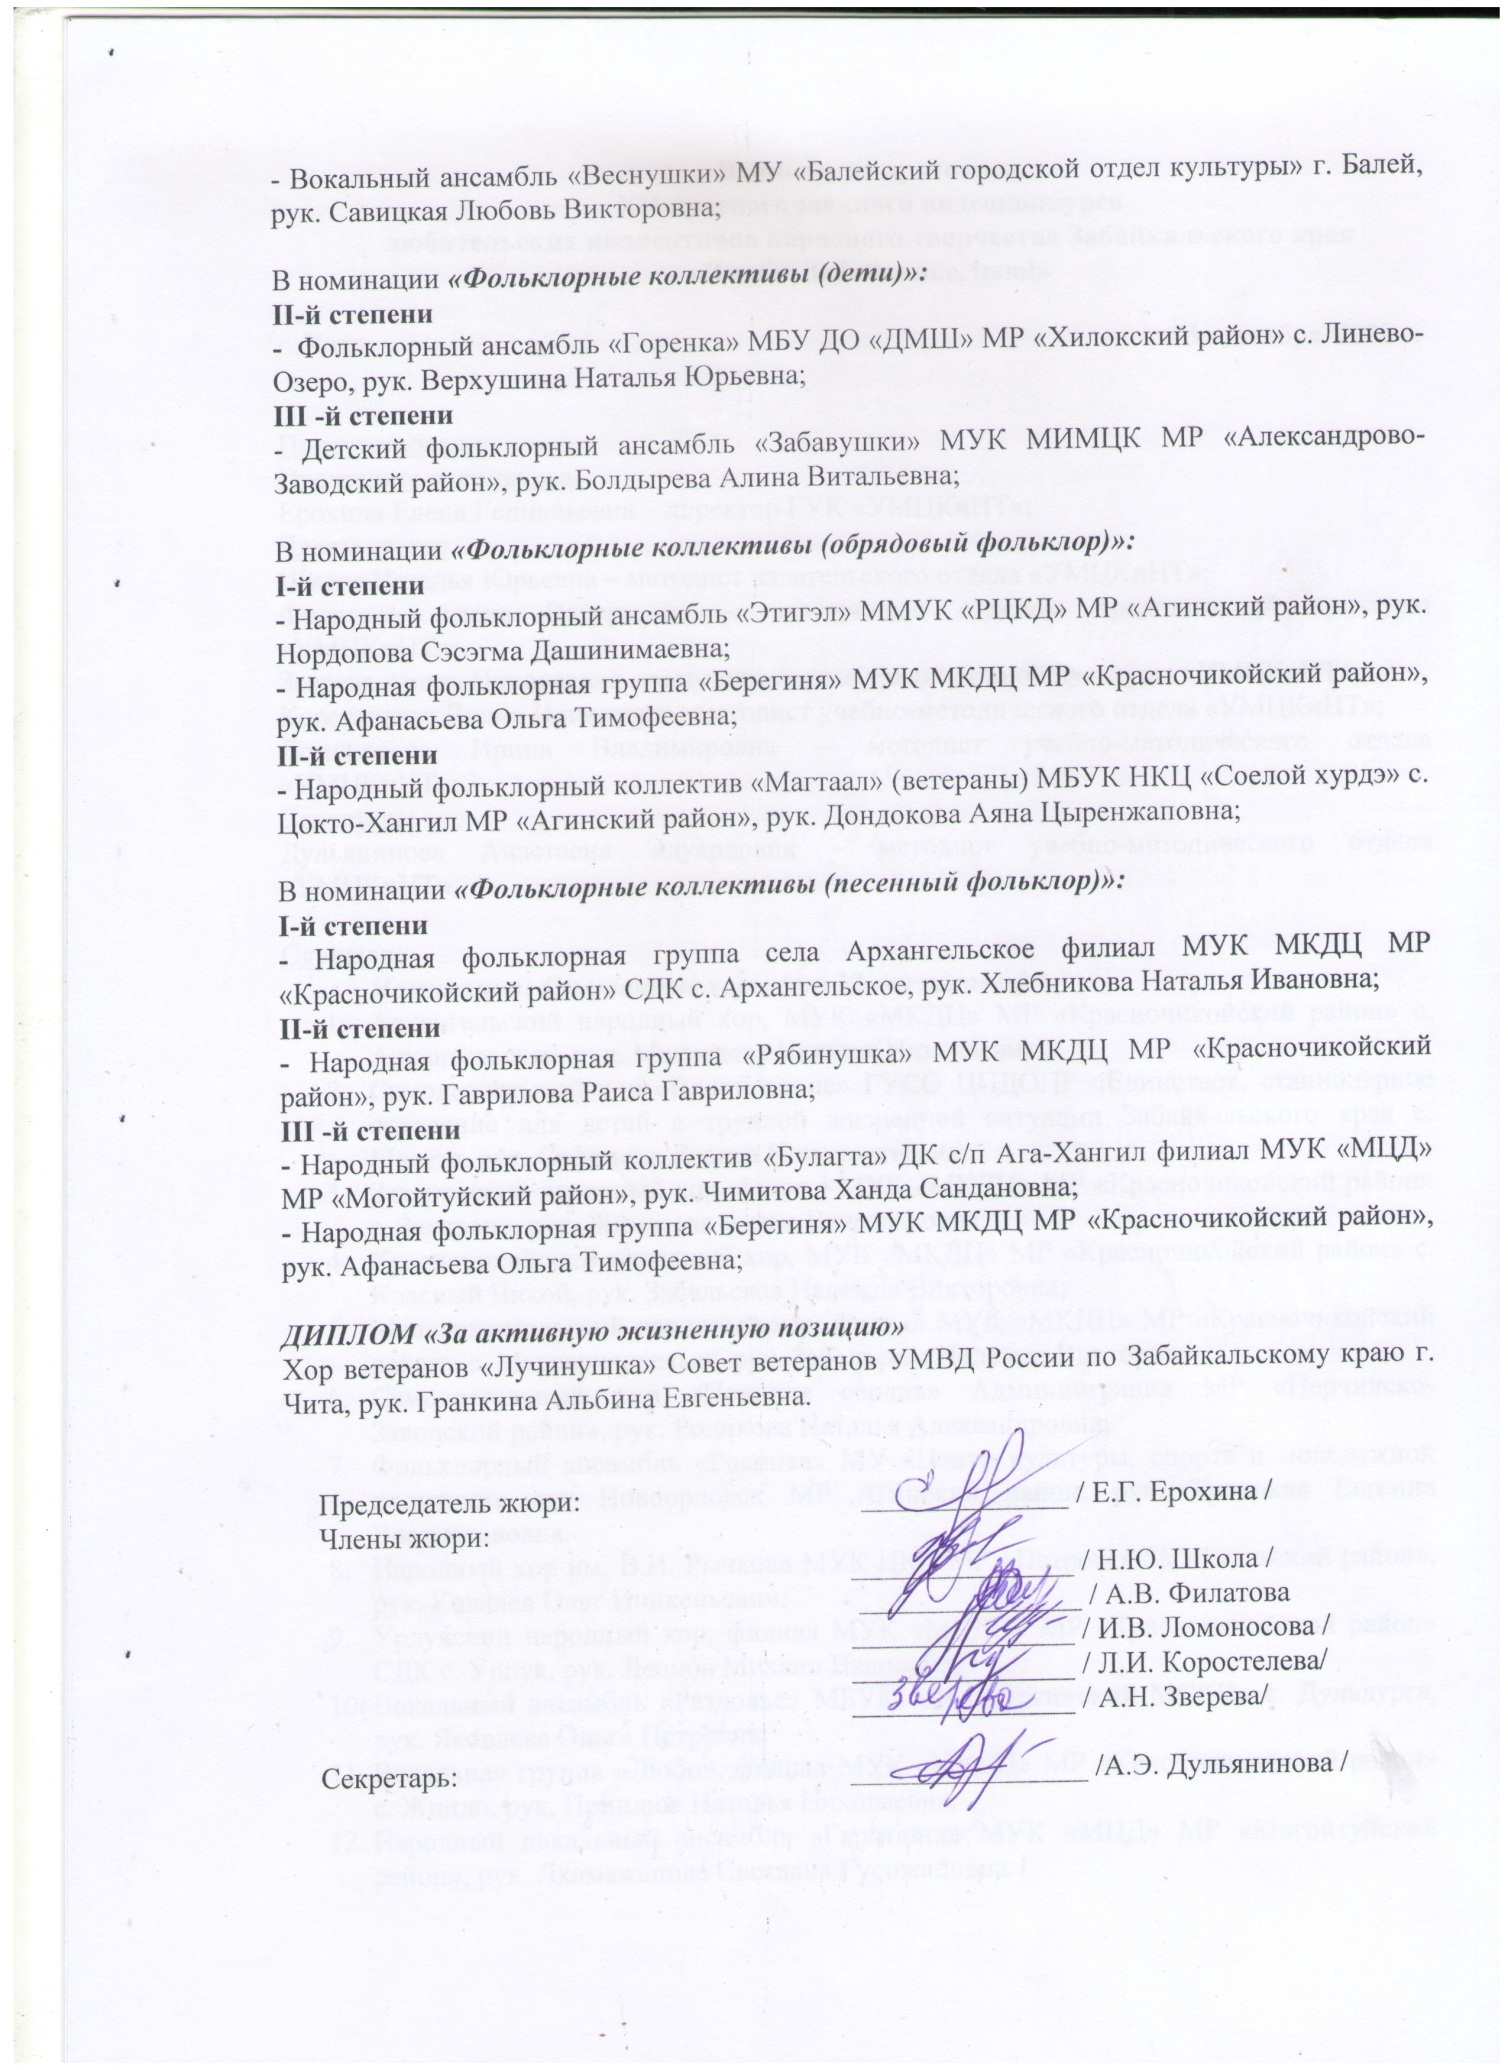 - Вокальный ансамбль «Веснушки» МУ «Балейский городской отдел культуры» г. Балей,
рук. Савицкая Любовь Викторовна;
В номинации «Фольклорные коллективы (дети)»:
II-й степени
- Фольклорный ансамбль «Горенка» МБУ ДО «ДМШ» МР «Хилокский район» с. Линево-
Озеро, рук. Верхушина Наталья Юрьевна;
III -й степени
- Детский фольклорный ансамбль «Забавушки» МУК МИМЦК МР «Александрово-
Заводский район», рук. Болдырева Алина Витальевна;
В номинации «Фольклорные коллективы (обрядовый фольклор)»:
I-й степени
- Народный фольклорный ансамбль «Этигэл» ММУК «РЦКД» МР «Агинский район», рук.
Нордопова Сэсэгма Дашинимаевна;
- Народная фольклорная группа «Берегиня» МУК МКДЦ МР «Красночикойский район»,
рук. Афанасьева Ольга Тимофеевна;
II-й степени
- Народный фольклорный коллектив «Магтаал» (ветераны) МБУК НКЦ «Соелой хурдэ» с.
Цокто-Хангил МР «Агинский район», рук. Дондокова Аяна Цыренжаповна;
В номинации «Фольклорные коллективы (песенный фольклор)»:
I-й степени
- Народная фольклорная группа села Архангельское филиал МУК МКДЦ МР
«Красночикойский район» СДК с. Архангельское, рук. Хлебникова Наталья Ивановна;
II-й степени
- Народная фольклорная группа «Рябинушка» МУК МКДЦ МР «Красночикойский
район», рук. Гаврилова Раиса Гавриловна;
III -й степени
- Народный фольклорный коллектив «Булагта» ДК с/п Ага-Хангил филиал МУК «МЦД»
МР «Могойтуйский район», рук. Чимитова Ханда Сандановна;
- Народная фольклорная группа «Берегиня» МУК МКДЦ МР «Красночикойский район»,
рук. Афанасьева Ольга Тимофеевна;
ДИПЛОМ «За активную жизненную позицию»
Хор ветеранов «Лучинушка» Совет ветеранов УМВД России по Забайкальскому краю г.
Чита, рук. Гранкина Альбина Евгеньевна.
Председатель жюри: / Е.Г. Ерохина /
Члены жюри:
/ Н.Ю. Школа /
/ А.В. Филатова
/ И.В. Ломоносова /
/ Л.И. Коростелева/
Зверева / А.Н. Зверева/
Секретарь: /А.Э. Дульянинова /